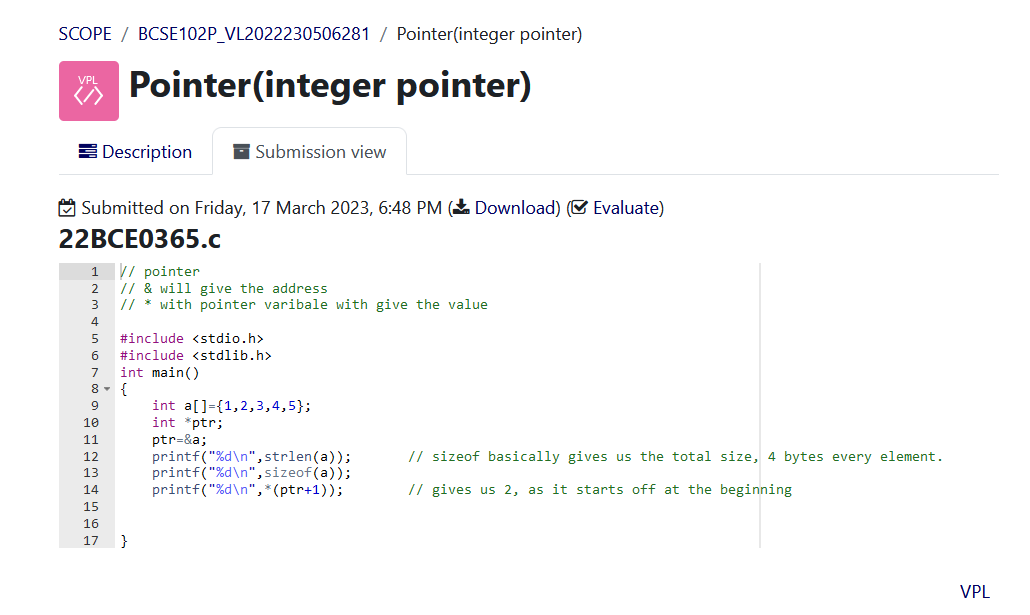 SCOPE / BCSE102P_VL2022230506281 / Pointer(integer pointer)
VPL
</>
Pointer(integer pointer)
Description Submission view
Submitted on Friday, 17 March 2023, 6:48 PM (Download) (Evaluate)
22BCE0365.c
1 // pointer
2 // & will give the address
3 // * with pointer varibale with give the value
4
5 #include <stdio.h>
6 #include <stdlib.h>
7 int main()
8 {
9     int a[]={1,2,3,4,5};
10     int *ptr;
11     ptr=&a;
12     printf("%d\n",strlen(a));       // sizeof basically gives us the total size, 4 bytes every element.
13     printf("%d\n",sizeof(a));
14     printf("%d\n",*(ptr+1));        // gives us 2, as it starts off at the beginning
15
16
17 }
VPL